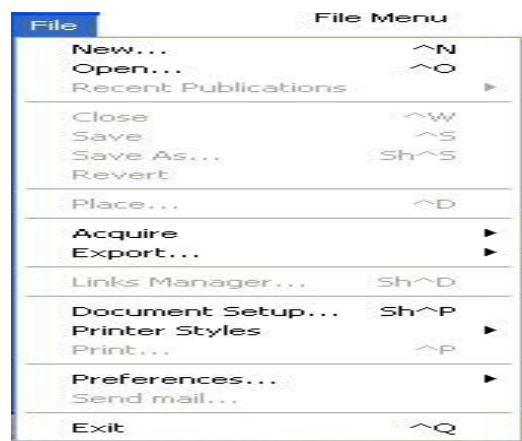 File File Menu
New... ^N
Open... ^O
Recent Publications
Close ^W
Save ^S
Save As... Sh^S
Revert
Place... ^D
Acquire
Export...
Links Manager... Sh^D
Document Setup... Sh^P
Printer Styles
Print... ^P
Preferences...
Send mail...
Exit ^Q